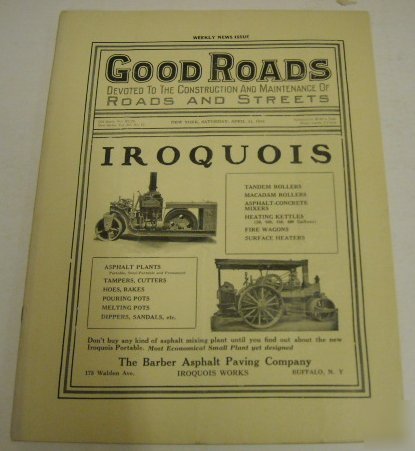 WEEKLY NEWS ISSUE
GOOD ROADS
DEVOTED TO THE CONSTRUCTION AND MAINTENANCE OF
ROADS AND STREETS
NEW YORK, SATURDAY, APRIL
IROQUOIS
TANDEM ROLLERS
MACADAM ROLLERS
ASPHALT-CONCRETE
MIXERS
HEATING KETTLES
FIRE WAGONS
SURFACE HEATERS
ASPHALT PLANTS
TAMPERS, CUTTERS
HOES, RAKES
POURING POTS
MELTING POTS
DIPPERS, SANDALS, etc.
Don't buy any kind of asphalt mixing plant until you find out about the new
Iroquois Portable. Most Economical Small Plant yet designed
The Barber Asphalt Paving Company
178 Walden Ave. IROQUOIS WORKS BUFFALO, N. Y